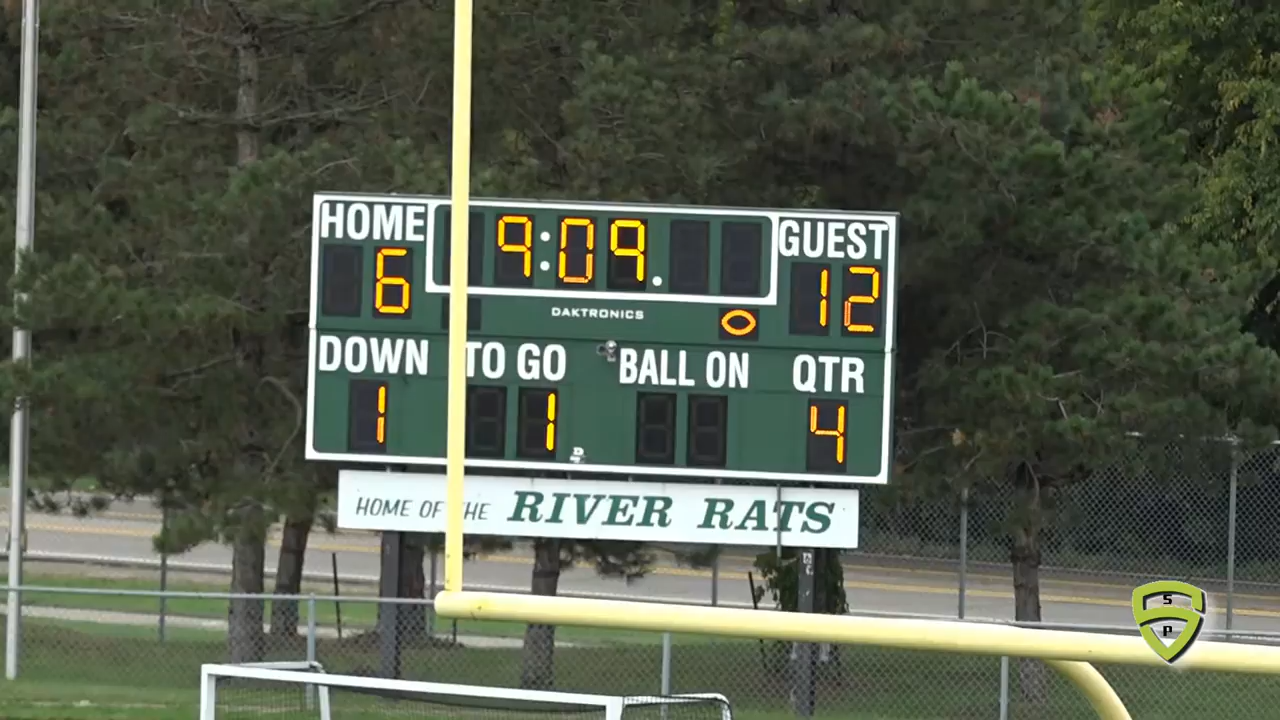 HOME 9:09. GUEST
6 12
DAKTRONICS
DOWN TO GO BALL ON QTR
1 1 4
HOME OF THE RIVER RATS
S
P